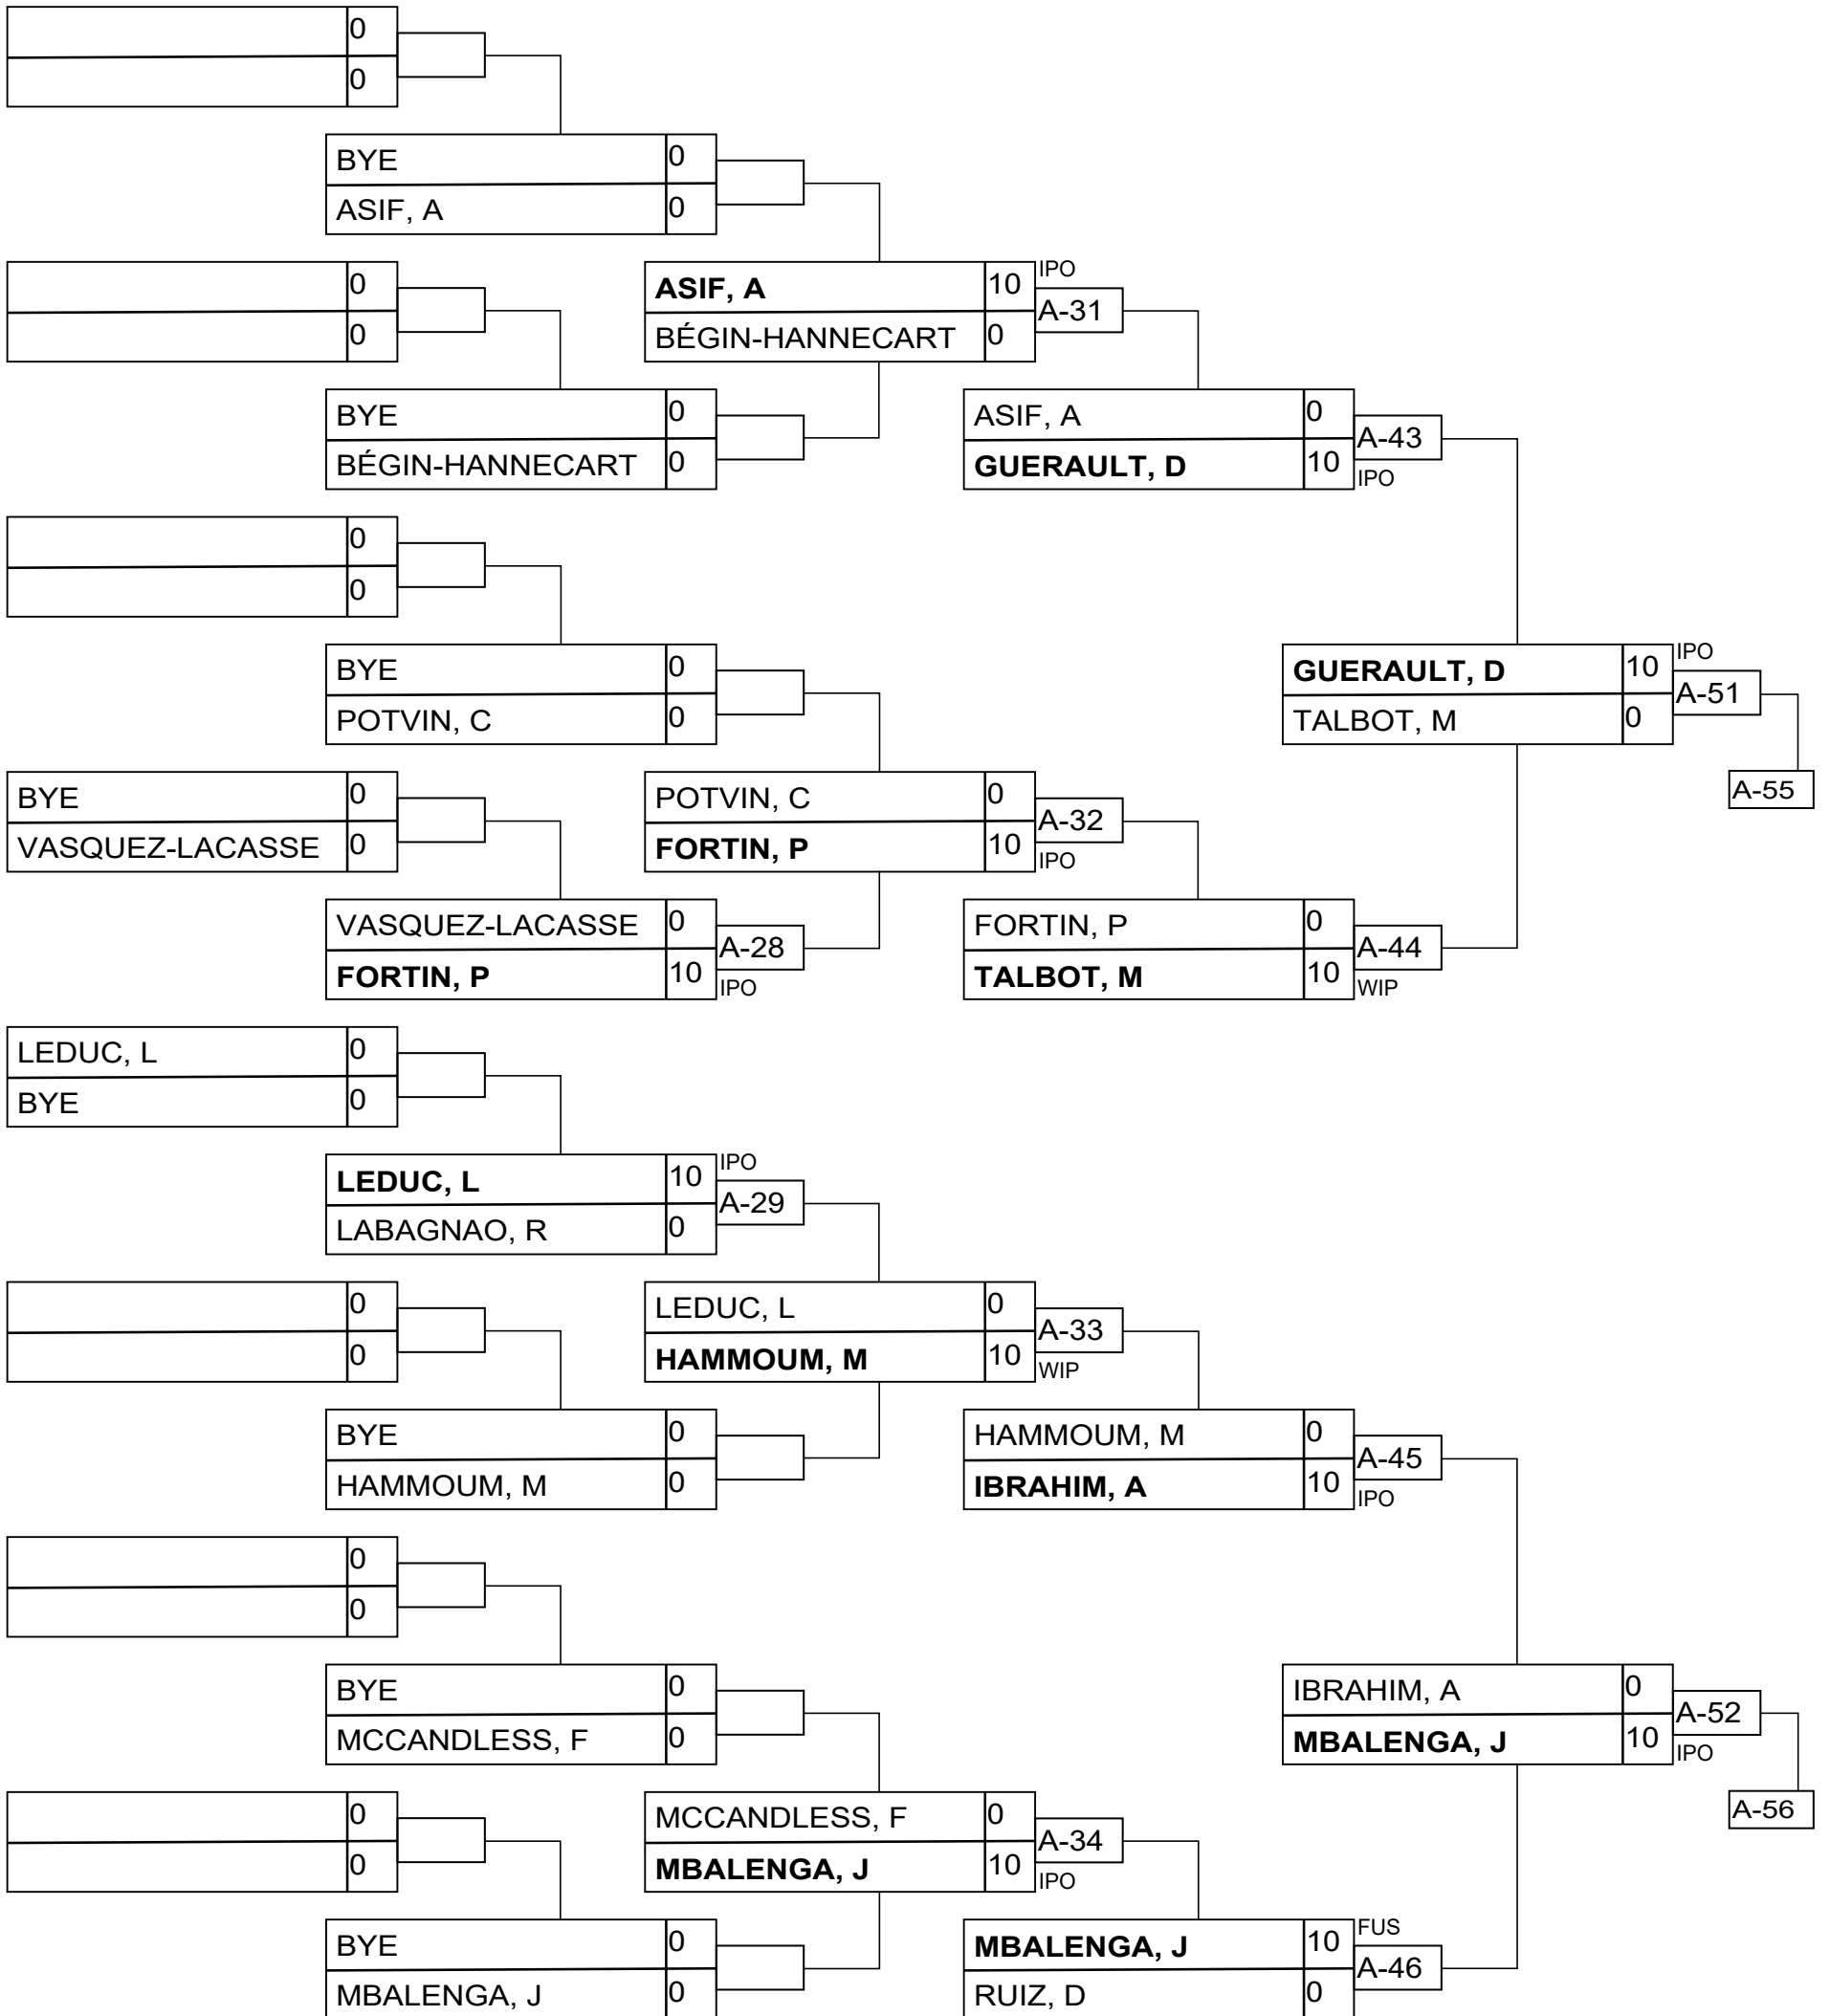 0
0
BYE 0
ASIF, A 0
0
0
ASIF, A 10 IPO
A-31
BÉGIN-HANNECART 0
BYE 0
BÉGIN-HANNECART 0
ASIF, A 0
A-43
GUERAULT, D 10 IPO
0
0
BYE 0
POTVIN, C 0
GUERAULT, D 10 IPO
A-51
TALBOT, M 0
A-55
BYE 0
VASQUEZ-LACASSE 0
POTVIN, C 0
A-32
FORTIN, P 10 IPO
VASQUEZ-LACASSE 0
A-28
FORTIN, P 10 IPO
FORTIN, P 0
A-44
TALBOT, M 10 WIP
LEDUC, L 0
BYE 0
LEDUC, L 10 IPO
A-29
LABAGNAO, R 0
0
0
LEDUC, L 0
A-33
HAMMOUM, M 10 WIP
BYE 0
HAMMOUM, M 0
HAMMOUM, M 0
A-45
IBRAHIM, A 10 IPO
0
0
BYE 0
MCCANDLESS, F 0
IBRAHIM, A 0
A-52
MBALENGA, J 10 IPO
A-56
0
0
MCCANDLESS, F 0
A-34
MBALENGA, J 10 IPO
BYE 0
MBALENGA, J 0
MBALENGA, J 10 FUS
A-46
RUIZ, D 0